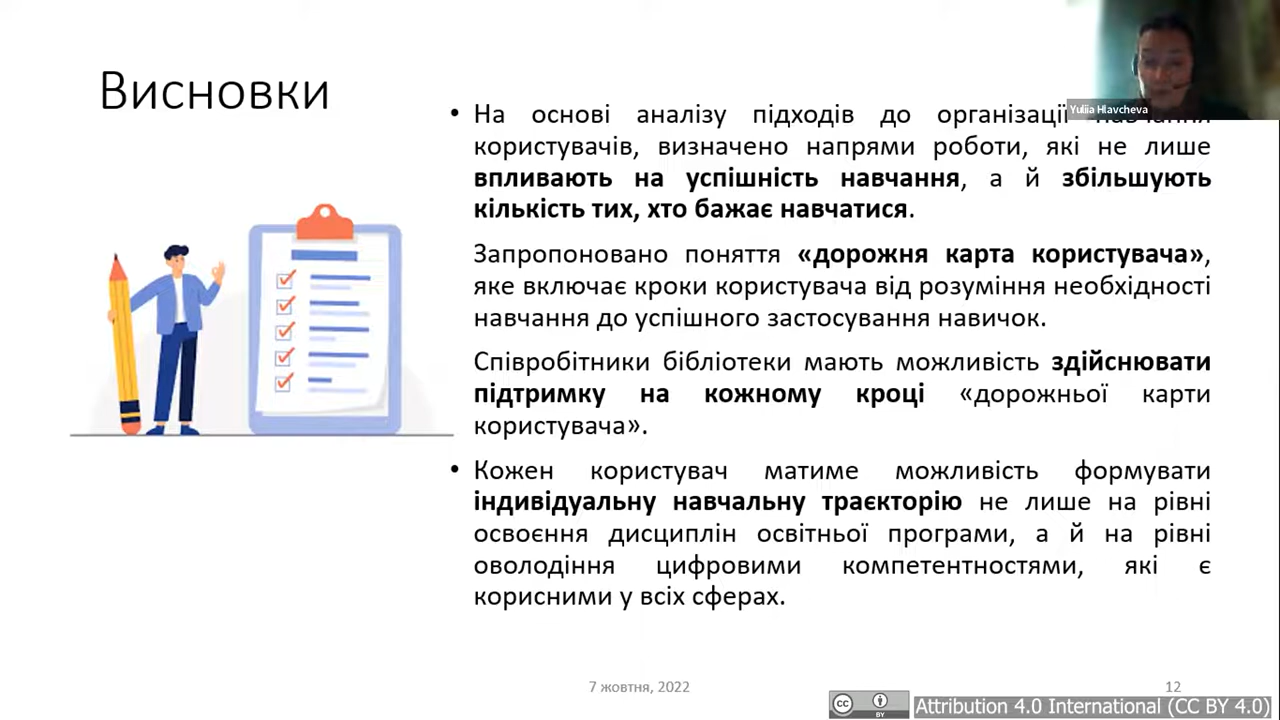 Висновки
Yuliia Hlavcheva
• На основі аналізу підходів до організації
користувачів, визначено напрями роботи, які не лише
впливають на успішність навчання, а й збільшують
кількість тих, хто бажає навчатися.
Запропоновано поняття «дорожня карта користувача»,
яке включає кроки користувача від розуміння необхідності
навчання до успішного застосування навичок.
Співробітники бібліотеки мають можливість здійснювати
підтримку на кожному кроці «дорожньої карти
користувача».
• Кожен користувач матиме можливість формувати
індивідуальну навчальну траєкторію не лише на рівні
освоєння дисциплін освітньої програми, а й на рівні
оволодіння цифровими компетентностями, які є
корисними у всіх сферах.
7 жовтня, 2022
12
cc BY Attribution 4.0 International (CC BY 4.0)